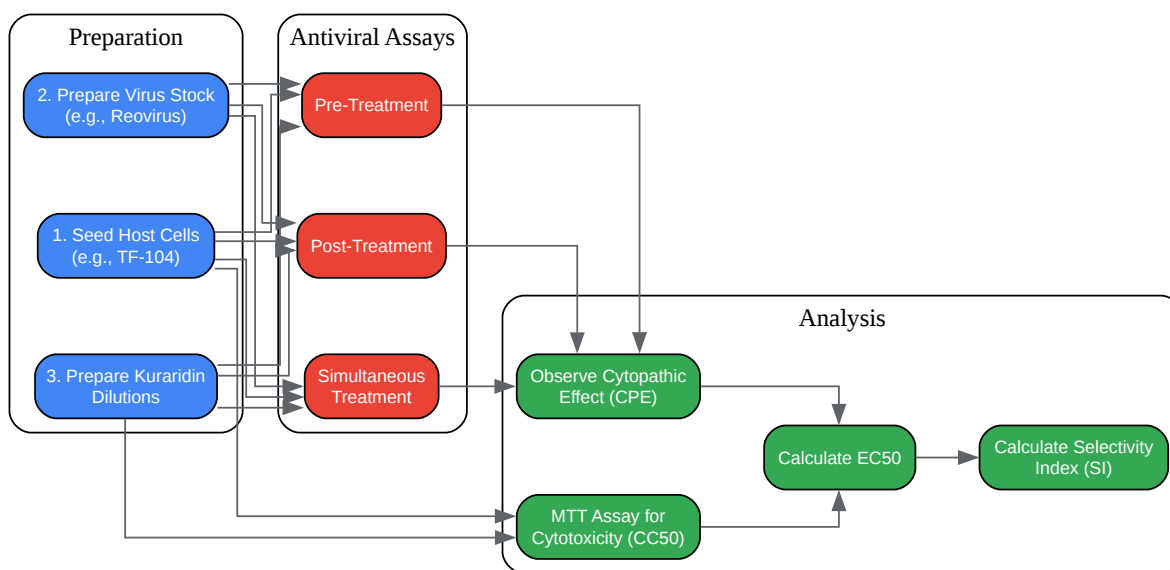 Preparation
2. Prepare Virus Stock
(e.g., Reovirus)
1. Seed Host Cells
(e.g., TF-104)
3. Prepare Kuraridin
Dilutions
Antiviral Assays
Pre-Treatment
Post-Treatment
Simultaneous
Treatment
Analysis
Observe Cytopathic
Effect (CPE)
MTT Assay for
Cytotoxicity (CC50)
Calculate EC50
Calculate Selectivity
Index (SI)